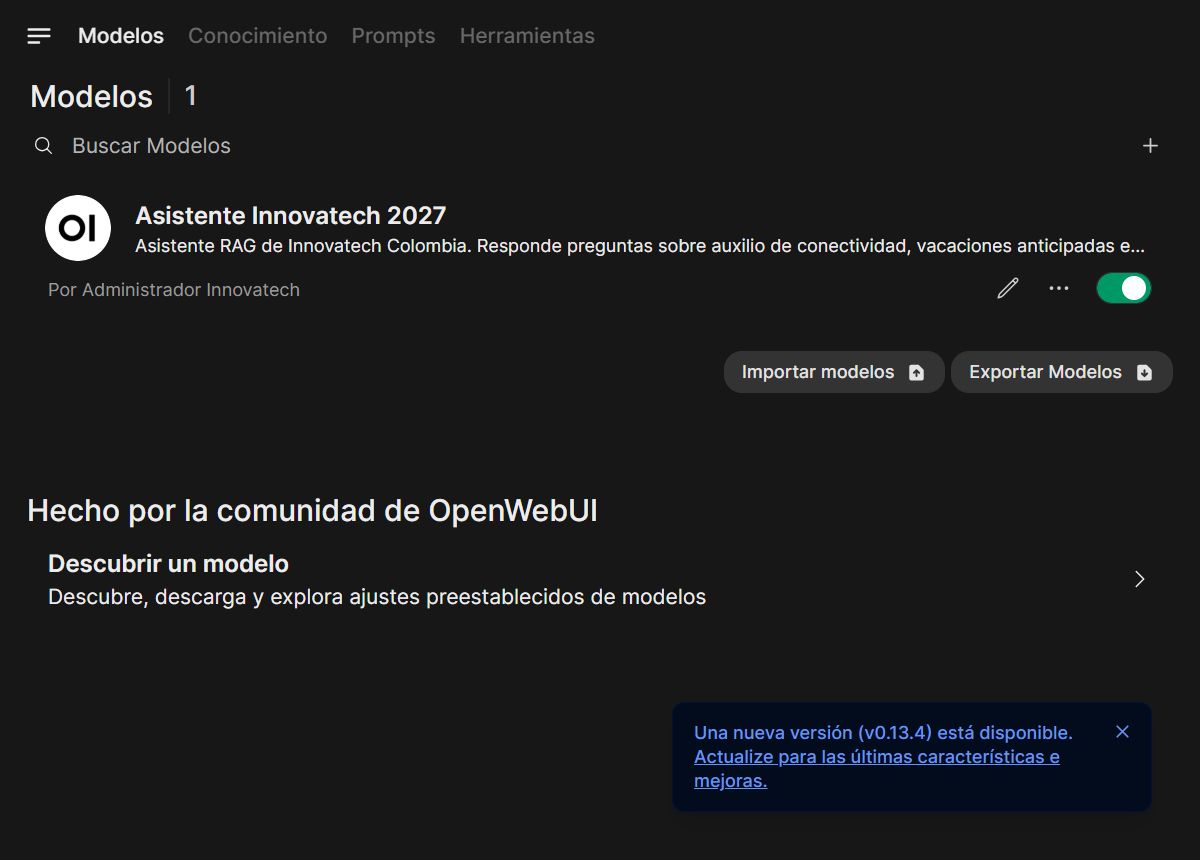 Modelos Conocimiento Prompts Herramientas
Modelos 1
Buscar Modelos
OI
Asistente Innovatech 2027
Asistente RAG de Innovatech Colombia. Responde preguntas sobre auxilio de conectividad, vacaciones anticipadas e...
Por Administrador Innovatech
Importar modelos
Exportar Modelos
Hecho por la comunidad de OpenWebUI
Descubrir un modelo
Descubre, descarga y explora ajustes preestablecidos de modelos
Una nueva versión (v0.13.4) está disponible.
Actualize para las últimas características e
mejoras.